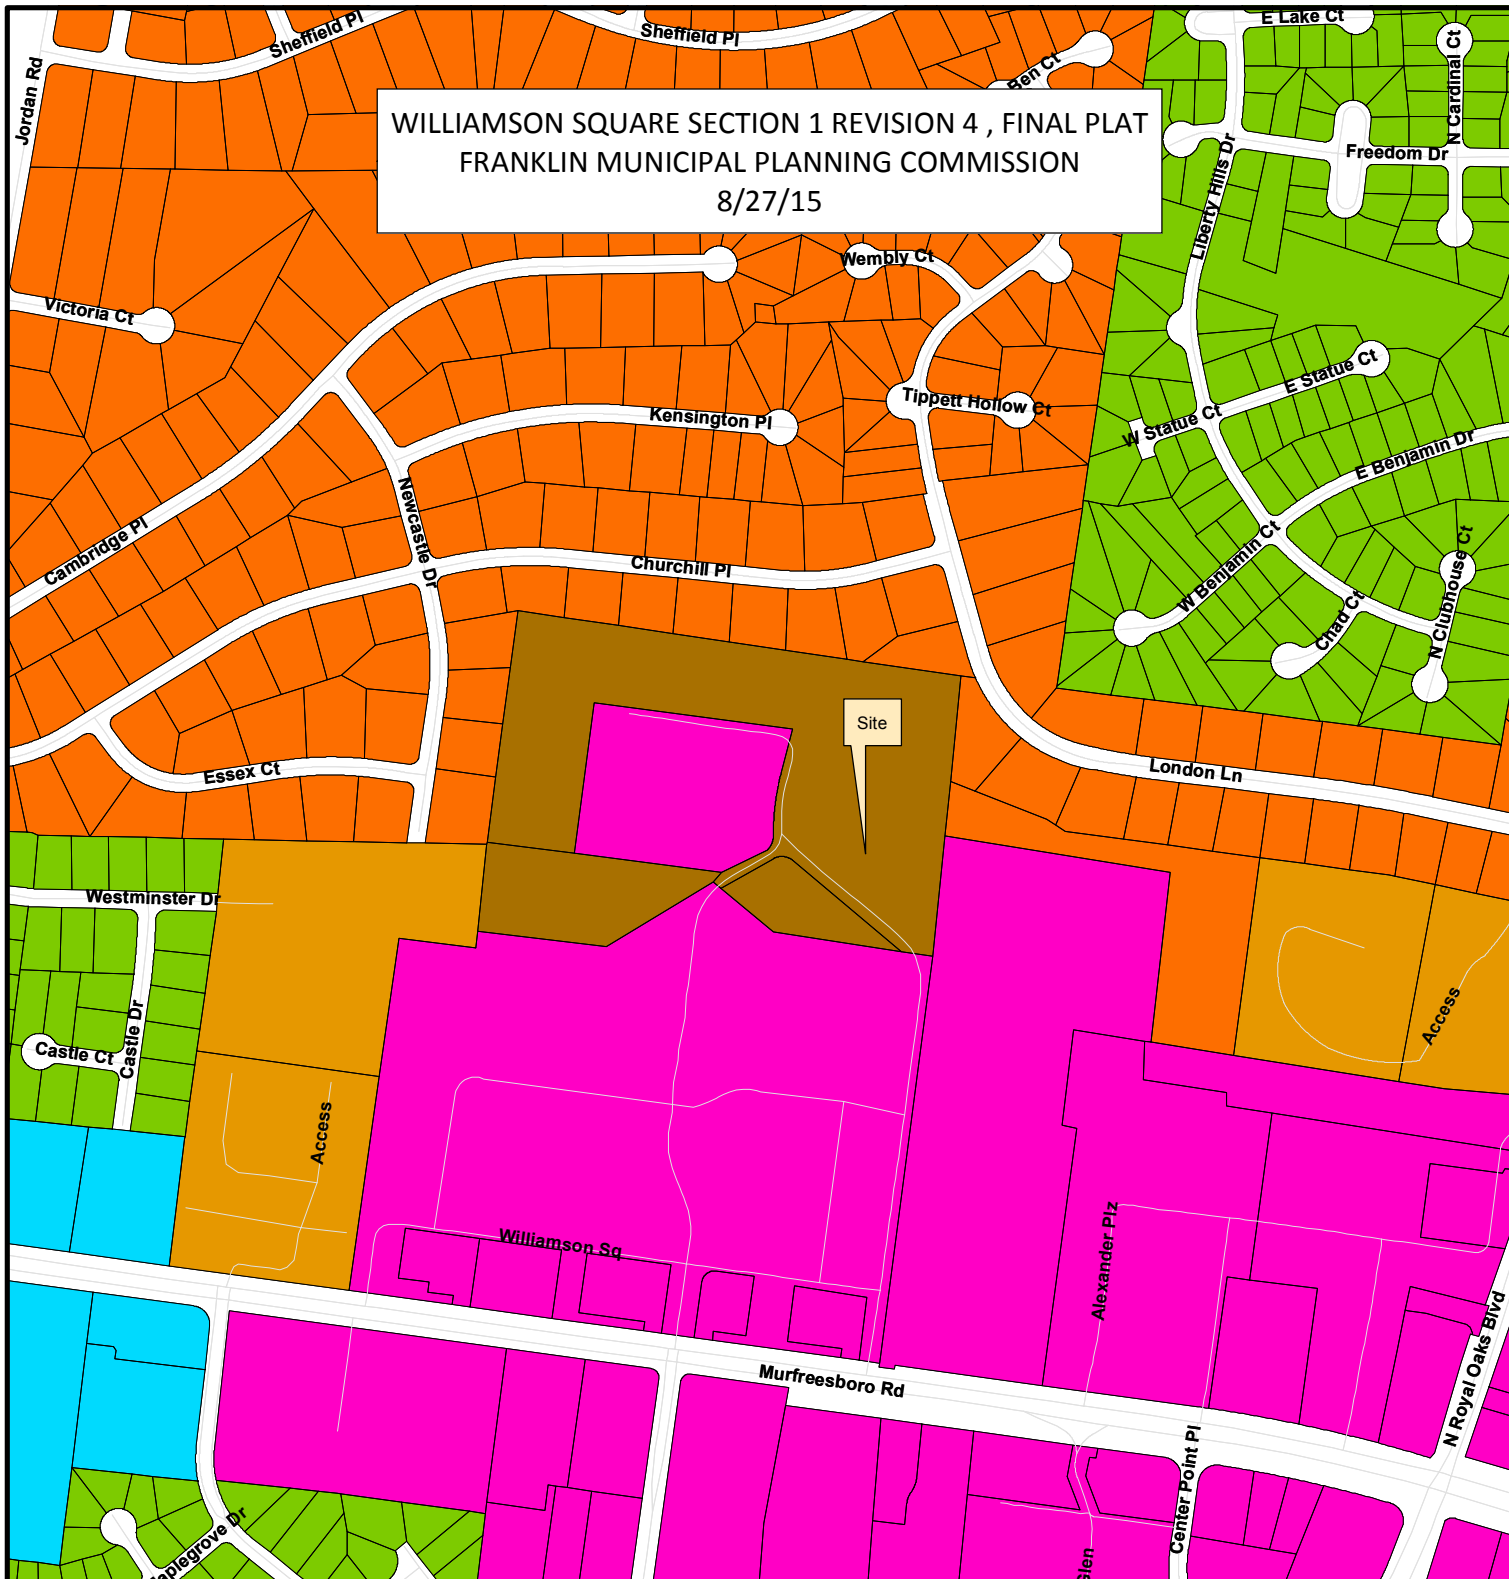 Sheffield Pl
Sheffield Pl
E Lake Ct
Jordan Rd
Ben Ct
N Cardinal Ct
WILLIAMSON SQUARE SECTION 1 REVISION 4 , FINAL PLAT
FRANKLIN MUNICIPAL PLANNING COMMISSION
8/27/15
Freedom Dr
Liberty Hills Dr
Wembly Ct
Victoria Ct
E Statue Ct
Tippett Hollow Ct
Kensington Pl
W Statue Ct
E Benjamin Dr
Newcastle Dr
Cambridge Pl
Churchill Pl
W Benjamin Ct
N Clubhouse Ct
Chad Ct
Site
Essex Ct
London Ln
Westminster Dr
Access
Castle Dr
Castle Ct
Access
Williamson Sq
Alexander Plz
Murfreesboro Rd
N Royal Oaks Blvd
Center Point Pl
aplegrove Dr
Glen